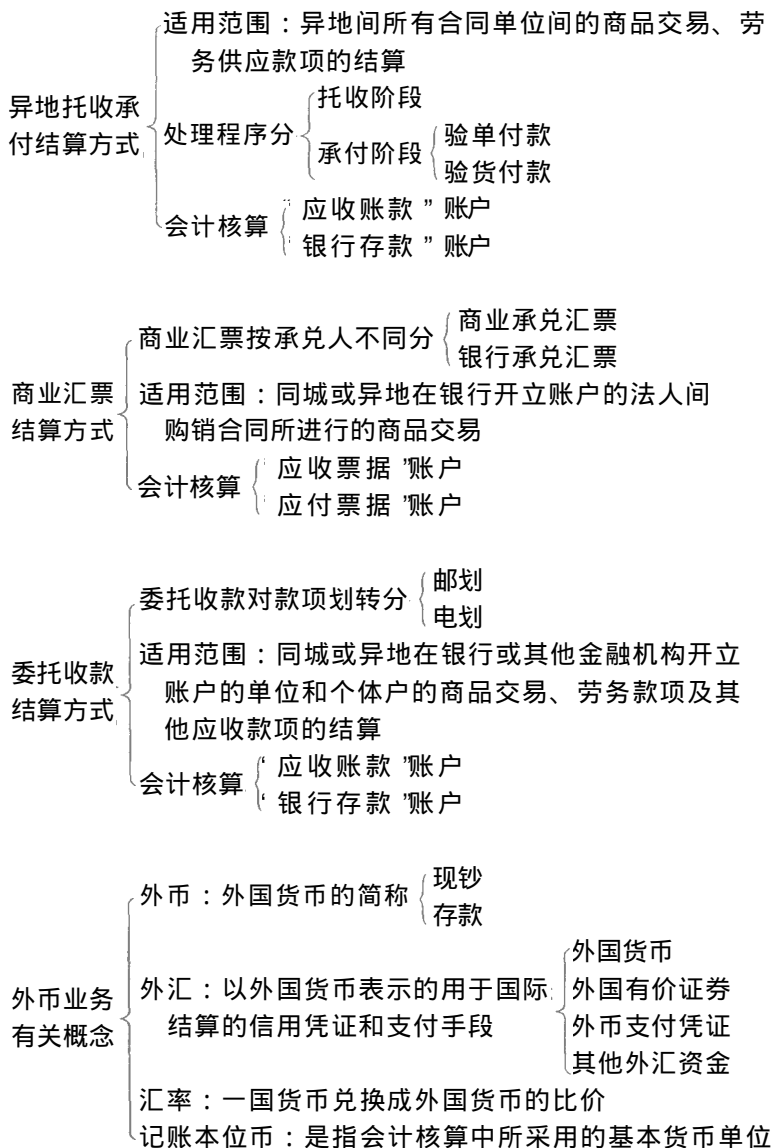 适用范围：异地间所有合同单位间的商品交易、劳
务供应款项的结算
异地托收承
付结算方式
处理程序分
托收阶段
承付阶段
验单付款
验货付款
会计核算
“应收账款”账户
“银行存款”账户
商业汇票
结算方式
商业汇票按承兑人不同分
商业承兑汇票
银行承兑汇票
适用范围：同城或异地在银行开立账户的法人间
购销合同所进行的商品交易
会计核算
“应收票据”账户
“应付票据”账户
委托收款
结算方式
委托收款对款项划转分
邮划
电划
适用范围：同城或异地在银行或其他金融机构开立
账户的单位和个体户的商品交易、劳务款项及其
他应收款项的结算
会计核算
“应收账款”账户
“银行存款”账户
外币业务
有关概念
外币：外国货币的简称
现钞
存款
外汇：以外国货币表示的用于国际
结算的信用凭证和支付手段
外国货币
外国有价证券
外币支付凭证
其他外汇资金
汇率：一国货币兑换成外国货币的比价
记账本位币：是指会计核算中所采用的基本货币单位